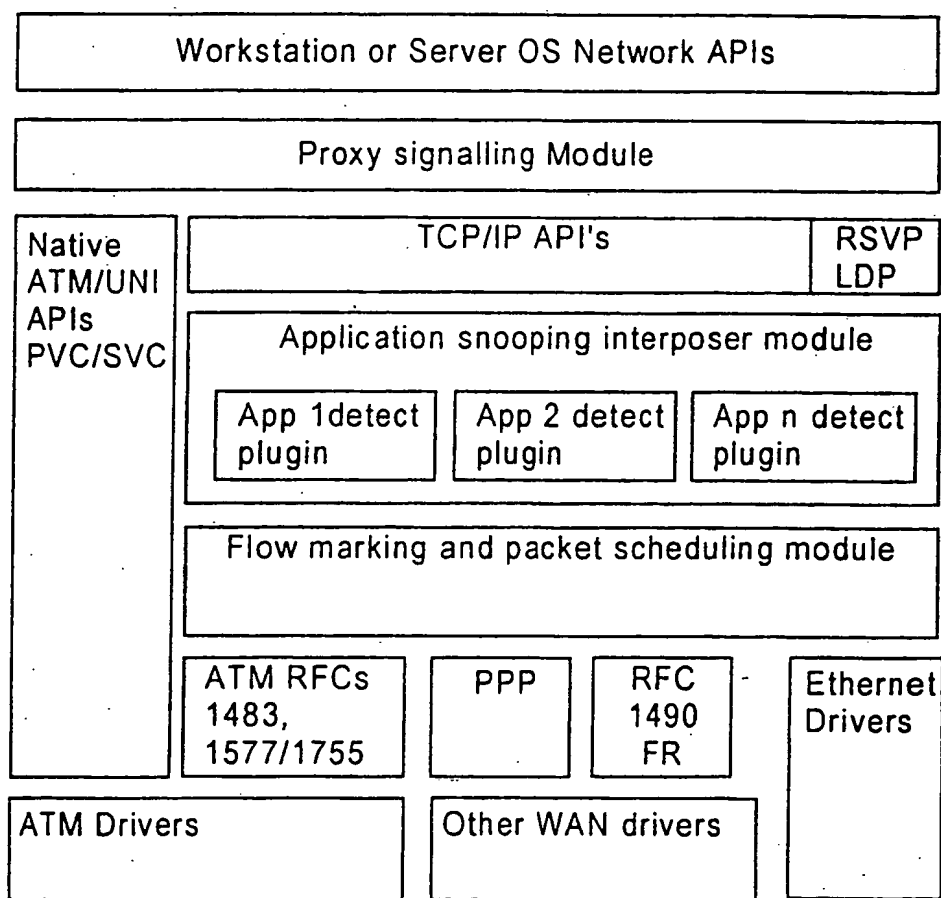 Workstation or Server OS Network APIs
Proxy signalling Module
Native
ATM/UNI
APIs
PVC/SVC
TCP/IP API's
RSVP
LDP
Application snooping interposer module
App 1detect
plugin
App 2 detect
plugin
App n detect
plugin
Flow marking and packet scheduling module
ATM RFCs
1483,
1577/1755
PPP
RFC
1490
FR
Ethernet
Drivers
ATM Drivers
Other WAN drivers